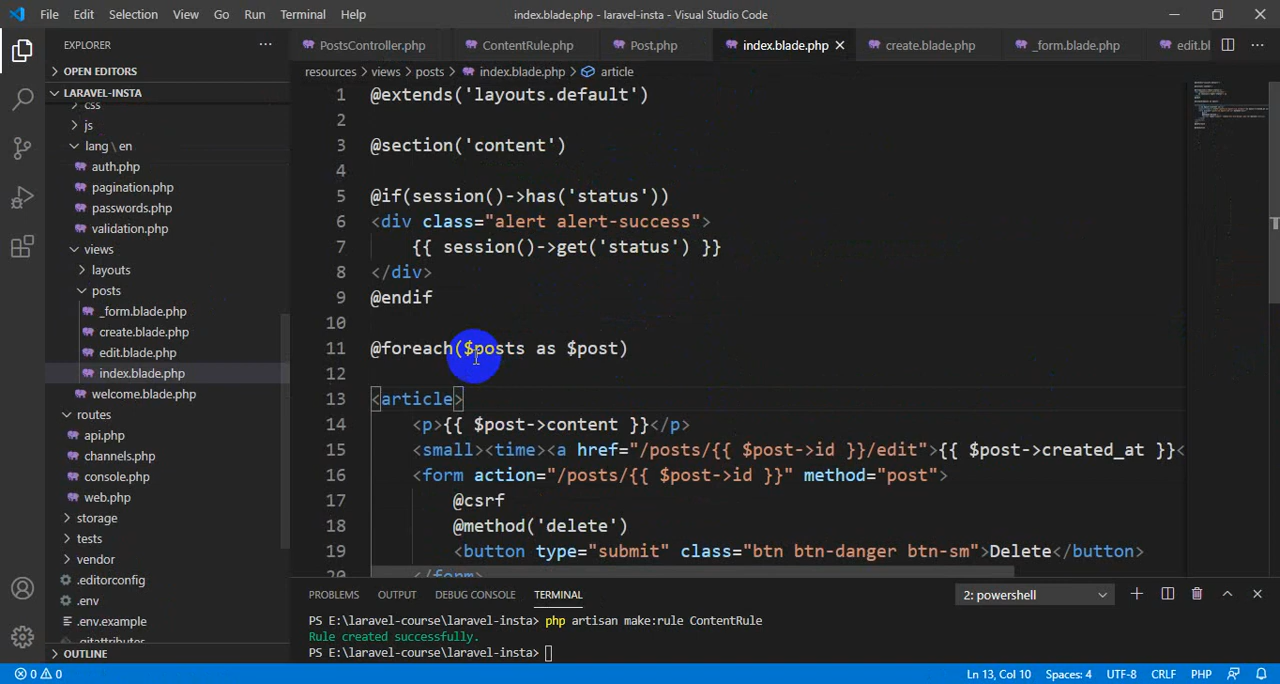 File Edit Selection View Go Run Terminal Help
index.blade.php - laravel-insta - Visual Studio Code
EXPLORER
PostsController.php ContentRule.php Post.php index.blade.php create.blade.php _form.blade.php edit.bl
OPEN EDITORS
LARAVEL-INSTA
css
js
lang \ en
auth.php
pagination.php
passwords.php
validation.php
views
layouts
posts
_form.blade.php
create.blade.php
edit.blade.php
index.blade.php
welcome.blade.php
routes
api.php
channels.php
console.php
web.php
storage
tests
vendor
.editorconfig
.env
.env.example
.gitattributes
OUTLINE
resources > views > posts > index.blade.php > article
1 @extends('layouts.default')
2
3 @section('content')
4
5 @if(session()->has('status'))
6 <div class="alert alert-success">
7 {{ session()->get('status') }}
8 </div>
9 @endif
10
11 @foreach($posts as $post)
12
13 <article>
14 <p>{{ $post->content }}</p>
15 <small><time><a href="/posts/{{ $post->id }}/edit">{{ $post->created_at }}<
16 <form action="/posts/{{ $post->id }}" method="post">
17 @csrf
18 @method('delete')
19 <button type="submit" class="btn btn-danger btn-sm">Delete</button>
20 </form>
PROBLEMS OUTPUT DEBUG CONSOLE TERMINAL
2: powershell
PS E:\laravel-course\laravel-insta> php artisan make:rule ContentRule
Rule created successfully.
PS E:\laravel-course\laravel-insta>
0 0
Ln 13, Col 10 Spaces: 4 UTF-8 CRLF PHP